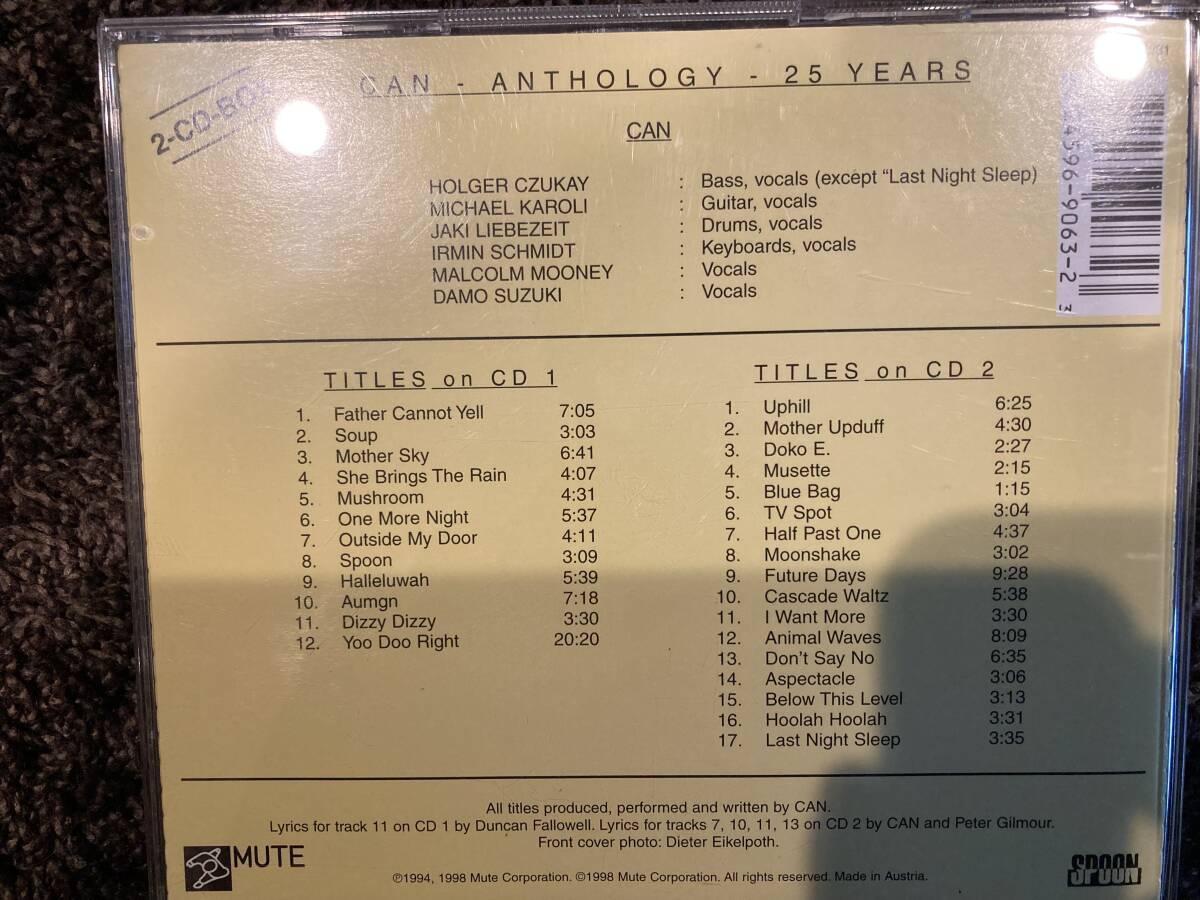 CAN - ANTHOLOGY - 25 YEARS
2-CD-BOX
CAN
HOLGER CZUKAY : Bass, vocals (except "Last Night Sleep)
MICHAEL KAROLI : Guitar, vocals
JAKI LIEBEZEIT : Drums, vocals
IRMIN SCHMIDT : Keyboards, vocals
MALCOLM MOONEY : Vocals
DAMO SUZUKI : Vocals
4596-9063-2 3
TITLES on CD 1
1. Father Cannot Yell 7:05
2. Soup 3:03
3. Mother Sky 6:41
4. She Brings The Rain 4:07
5. Mushroom 4:31
6. One More Night 5:37
7. Outside My Door 4:11
8. Spoon 3:09
9. Halleluwah 5:39
10. Aumgn 7:18
11. Dizzy Dizzy 3:30
12. Yoo Doo Right 20:20
TITLES on CD 2
1. Uphill 6:25
2. Mother Upduff 4:30
3. Doko E. 2:27
4. Musette 2:15
5. Blue Bag 1:15
6. TV Spot 3:04
7. Half Past One 4:37
8. Moonshake 3:02
9. Future Days 9:28
10. Cascade Waltz 5:38
11. I Want More 3:30
12. Animal Waves 8:09
13. Don't Say No 6:35
14. Aspectacle 3:06
15. Below This Level 3:13
16. Hoolah Hoolah 3:31
17. Last Night Sleep 3:35
All titles produced, performed and written by CAN.
Lyrics for track 11 on CD 1 by Duncan Fallowell. Lyrics for tracks 7, 10, 11, 13 on CD 2 by CAN and Peter Gilmour.
Front cover photo: Dieter Eikelpoth.
MUTE
℗1994, 1998 Mute Corporation. ©1998 Mute Corporation. All rights reserved. Made in Austria.
SPOON